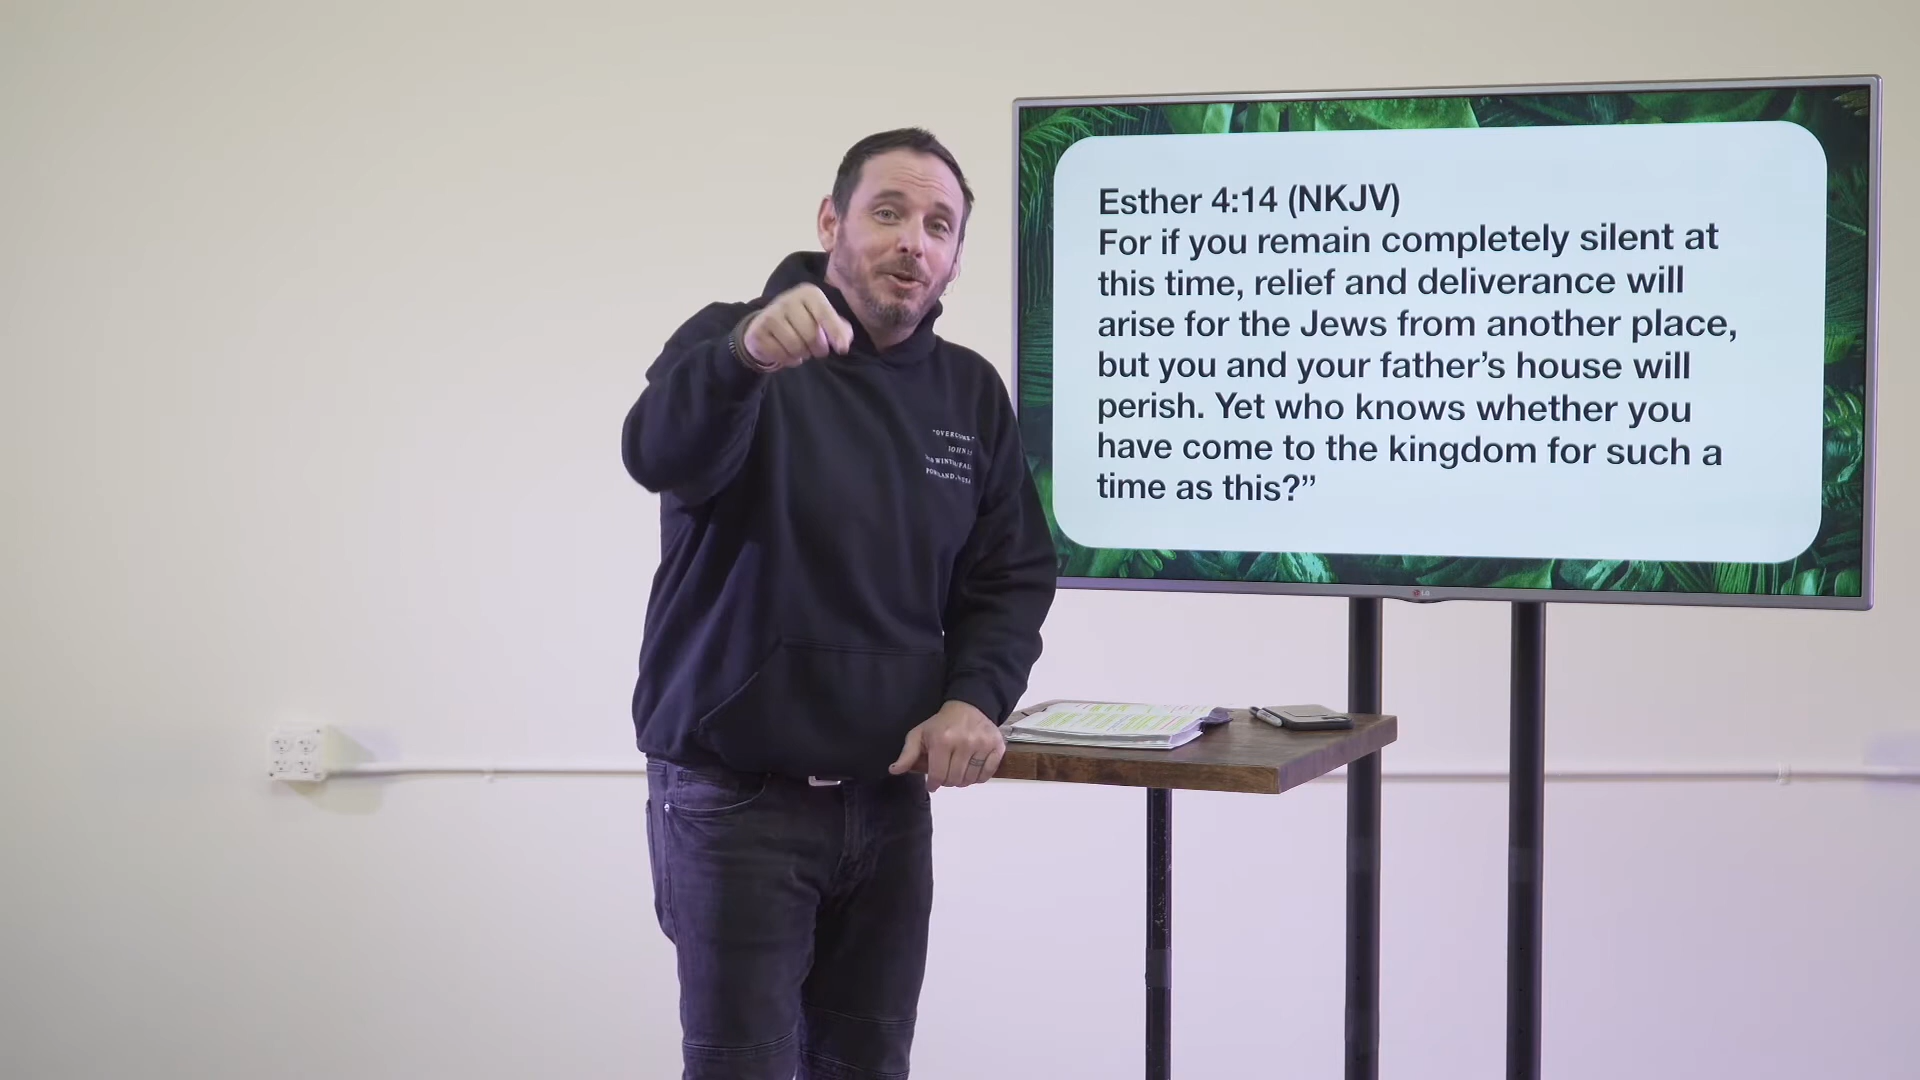 Esther 4:14 (NKJV)
For if you remain completely silent at
this time, relief and deliverance will
arise for the Jews from another place,
but you and your father’s house will
perish. Yet who knows whether you
have come to the kingdom for such a
time as this?”
LG
JOHN